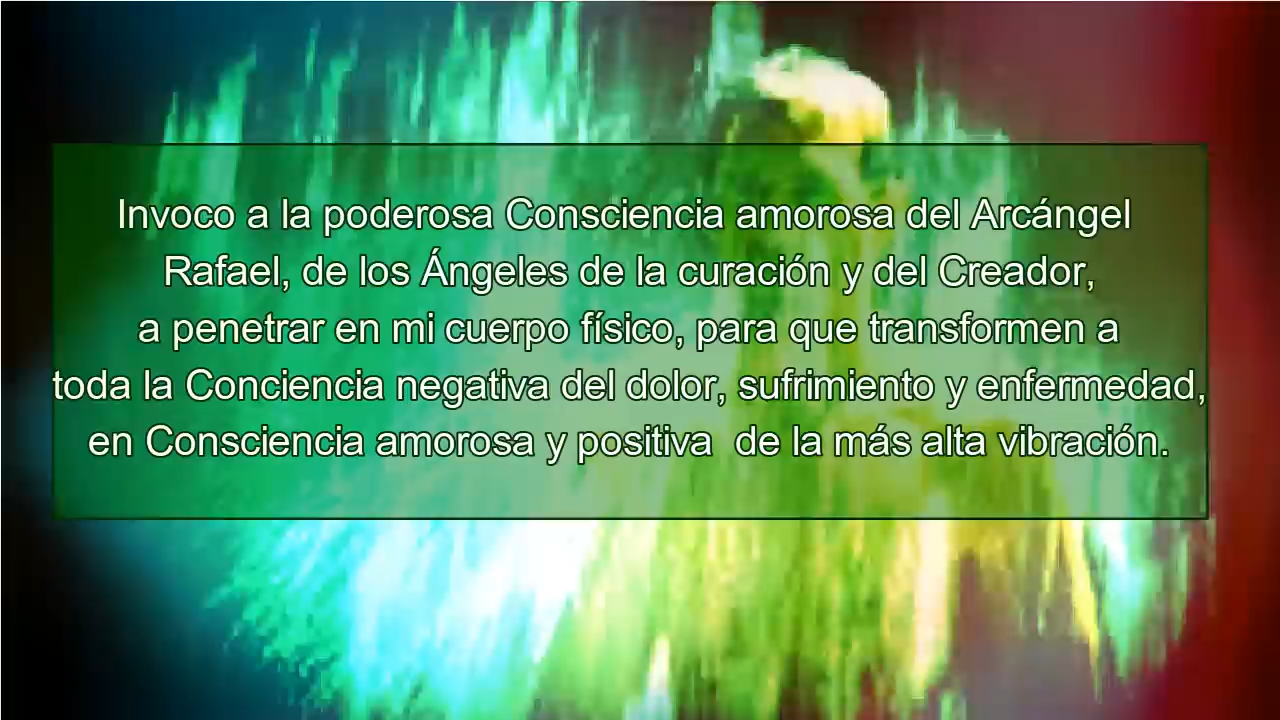 Invoco a la poderosa Consciencia amorosa del Arcángel
Rafael, de los Ángeles de la curación y del Creador,
a penetrar en mi cuerpo físico, para que transformen a
toda la Conciencia negativa del dolor, sufrimiento y enfermedad,
en Consciencia amorosa y positiva  de la más alta vibración.